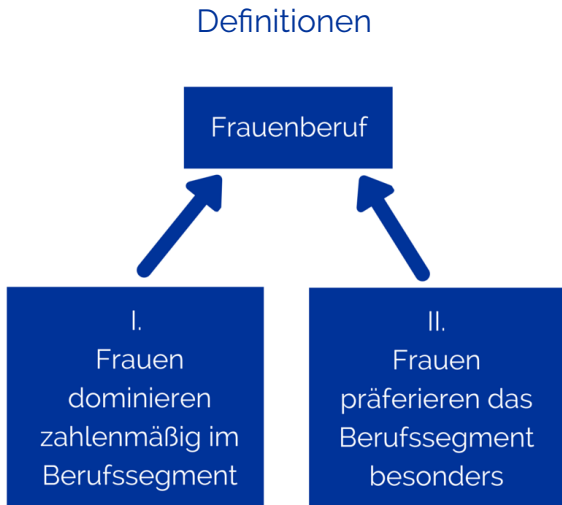 Definitionen
Frauenberuf
I.
Frauen
dominieren
zahlenmäßig im
Berufssegment
II.
Frauen
präferieren das
Berufssegment
besonders